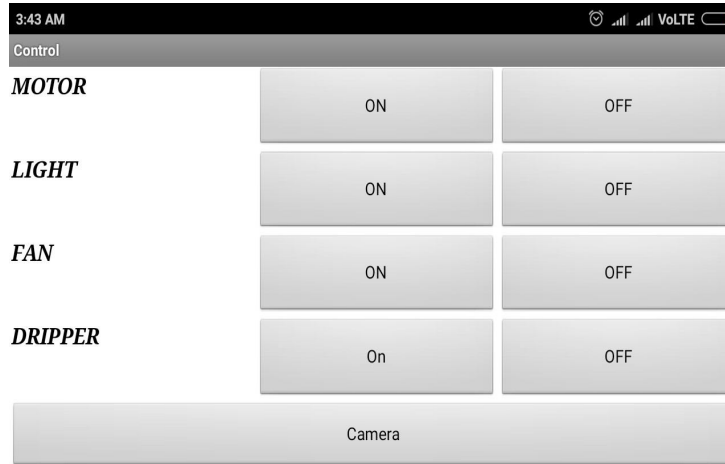 3:43 AM VoLTE
Control
MOTOR ON OFF
LIGHT ON OFF
FAN ON OFF
DRIPPER On OFF
Camera